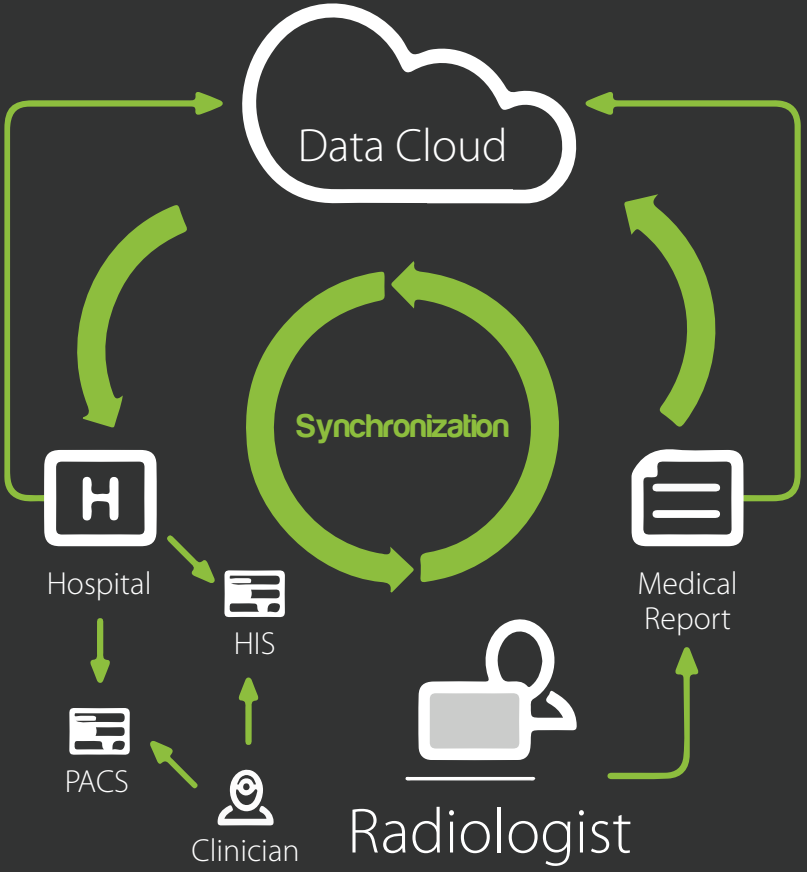 Data Cloud
Synchronization
H
Hospital
HIS
Medical
Report
PACS
Clinician
Radiologist